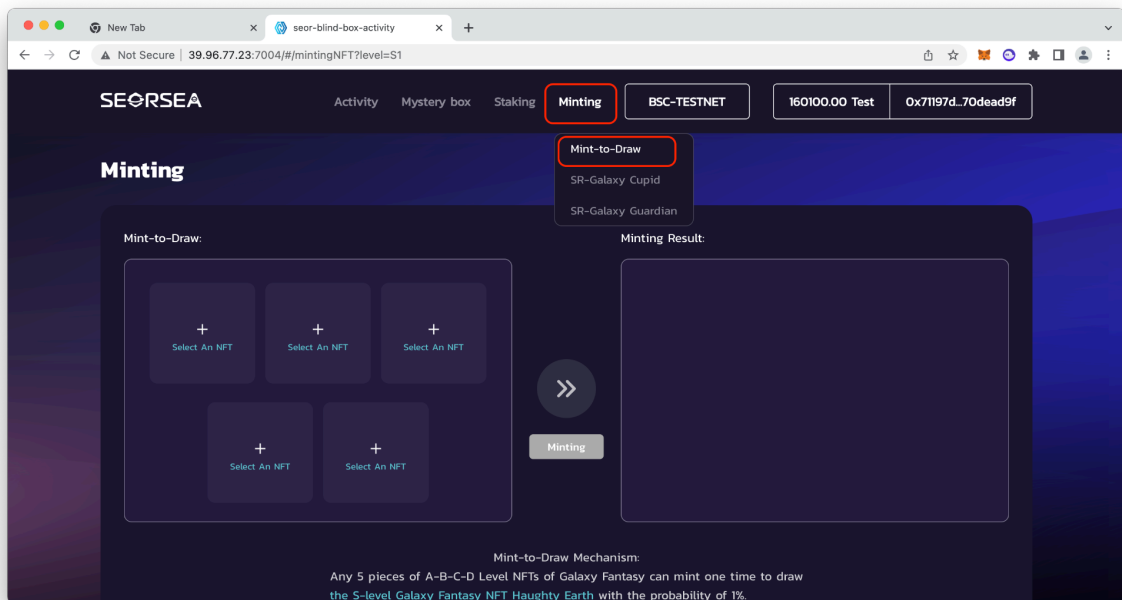 New Tab
seor-blind-box-activity
Not Secure | 39.96.77.23:7004/#/mintingNFT?level=S1
SEORSEA
Activity Mystery box Staking Minting BSC-TESTNET 160100.00 Test 0x71197d...70dead9f
Mint-to-Draw
SR-Galaxy Cupid
SR-Galaxy Guardian
Minting
Mint-to-Draw:
Minting Result:
Select An NFT Select An NFT Select An NFT
Select An NFT Select An NFT
Minting
Mint-to-Draw Mechanism:
Any 5 pieces of A-B-C-D Level NFTs of Galaxy Fantasy can mint one time to draw
the S-level Galaxy Fantasy NFT Haughty Earth with the probability of 1%.